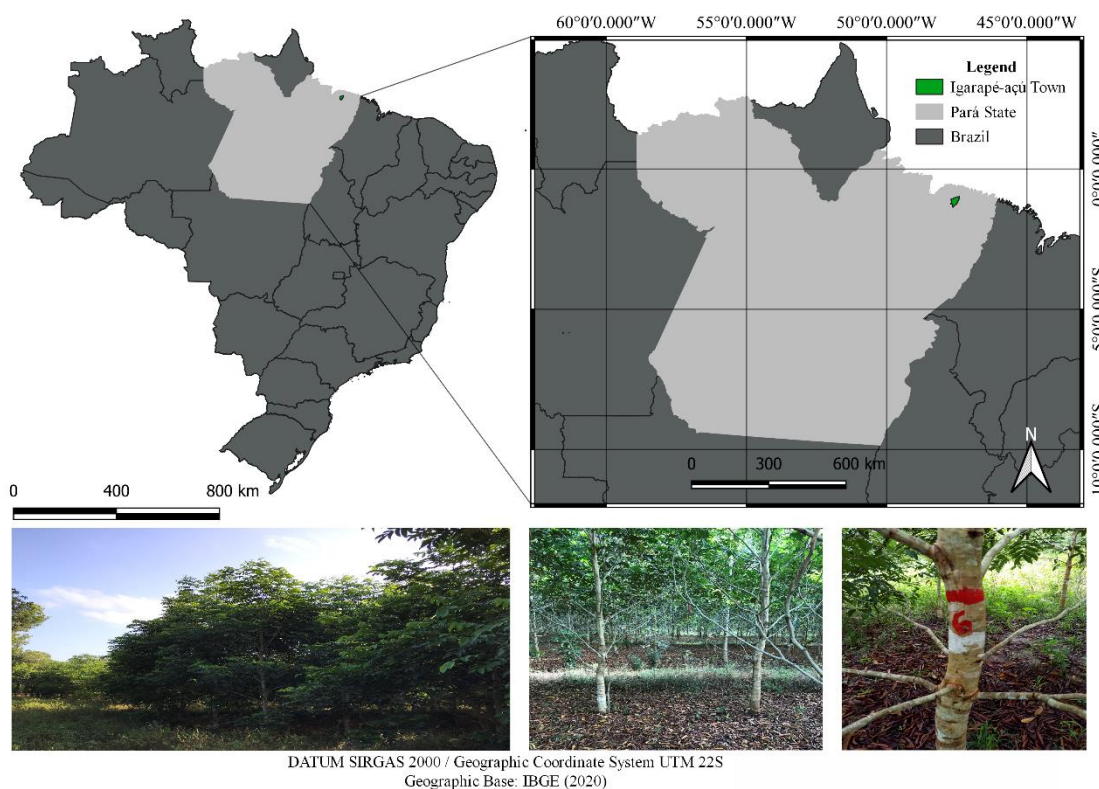 60°0'0.000"W 55°0'0.000"W 50°0'0.000"W 45°0'0.000"W
Legend
Igarapé-açú Town
Pará State
Brazil
0°0'0.000"
5°0'0.000"S
10°0'0.000"S
N
0 300 600 km
0 400 800 km
6
DATUM SIRGAS 2000 / Geographic Coordinate System UTM 22S
Geographic Base: IBGE (2020)